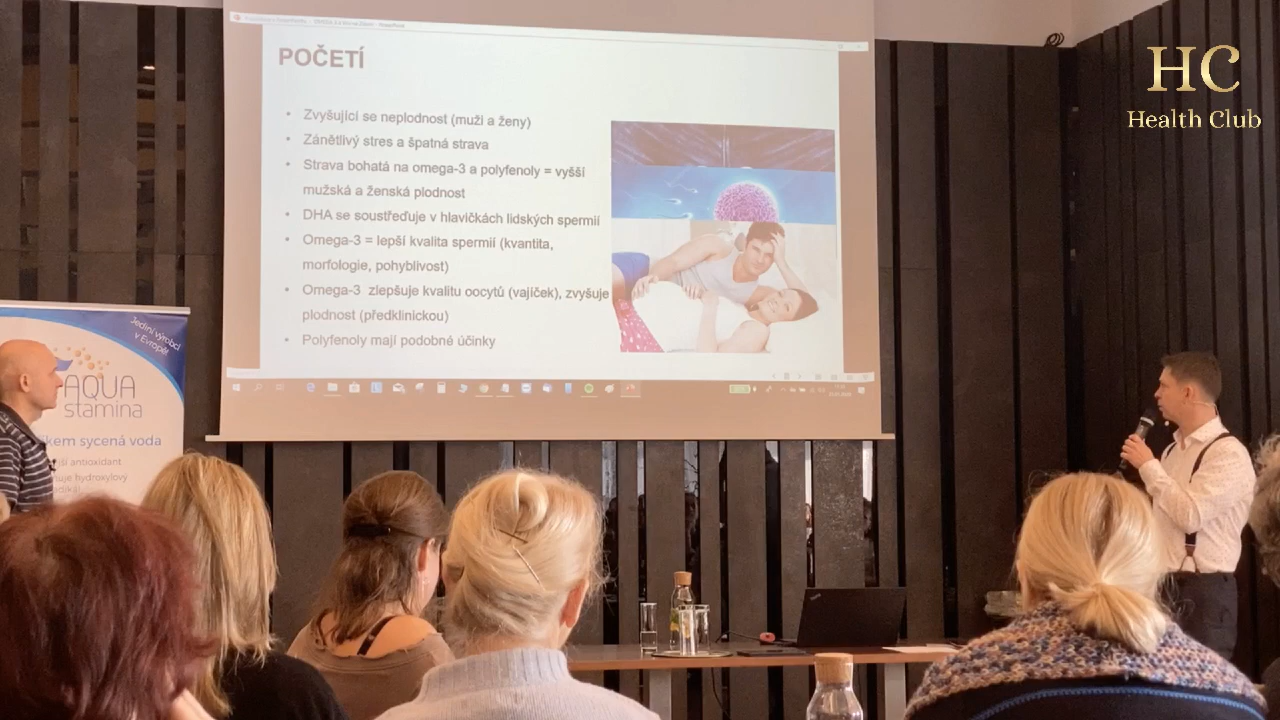 POČETÍ
• Zvyšující se neplodnost (muži a ženy)
• Zánětlivý stres a špatná strava
• Strava bohatá na omega-3 a polyfenoly = vyšší
mužská a ženská plodnost
• DHA se soustřeďuje v hlavičkách lidských spermií
• Omega-3 = lepší kvalita spermií (kvantita,
morfologie, pohyblivost)
• Omega-3 zlepšuje kvalitu oocytů (vajíček), zvyšuje
plodnost (předklinickou)
• Polyfenoly mají podobné účinky
HC
Health Club
Jediní výrobci
v Evropě!
AQUA
stamina
sycená voda
antioxidant
hydroxylový